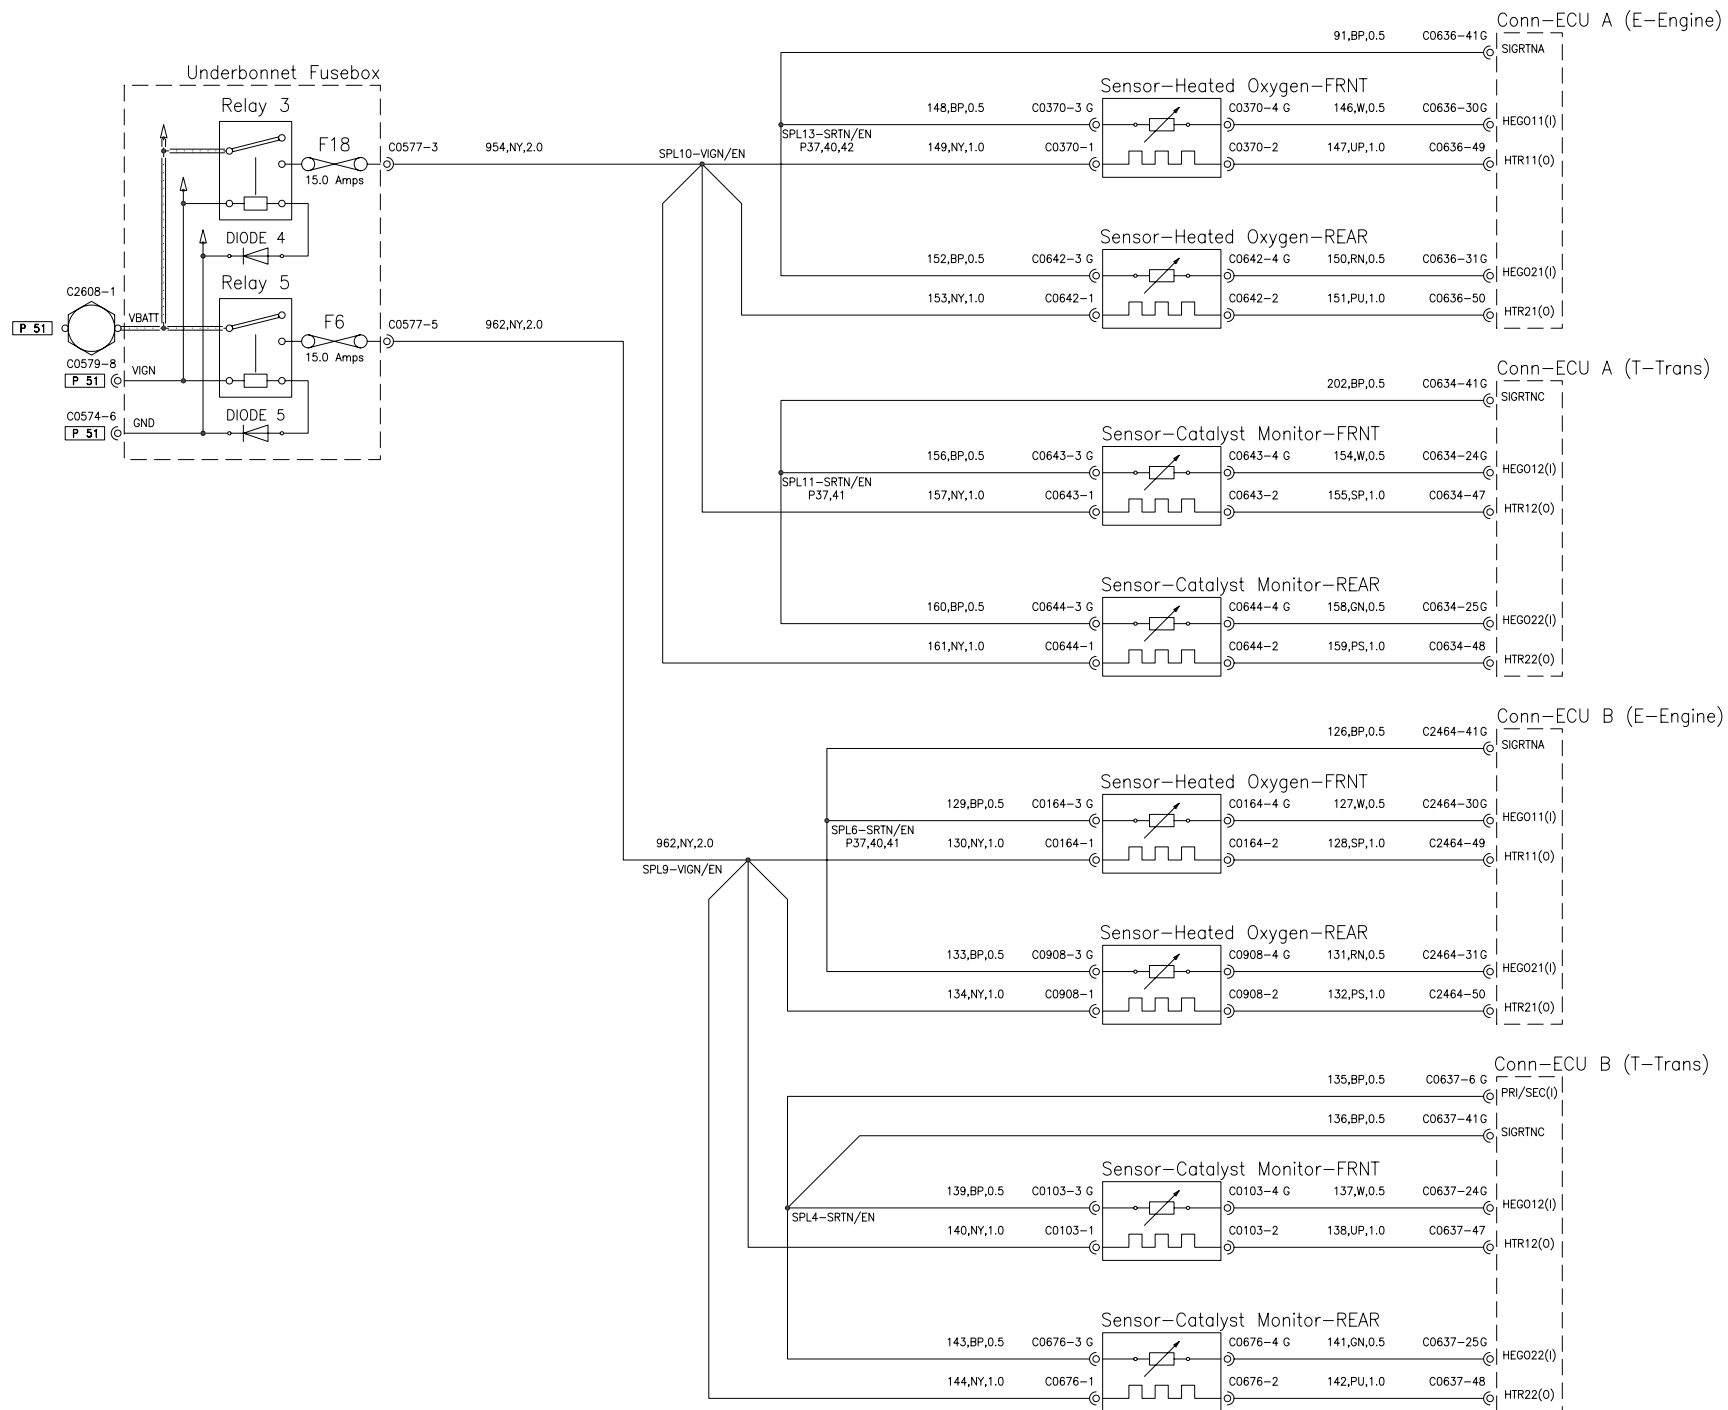 Underbonnet Fusebox
Relay 3
F18
15.0 Amps
C0577-3
954,NY,2.0
DIODE 4
Relay 5
C2608-1
P 51
VBATT
F6
15.0 Amps
C0577-5
962,NY,2.0
C0579-8
P 51
VIGN
C0574-6
P 51
GND
DIODE 5
SPL10-VIGN/EN
962,NY,2.0
SPL9-VIGN/EN
Conn-ECU A (E-Engine)
91,BP,0.5 C0636-41G SIGRTNA
Sensor-Heated Oxygen-FRNT
148,BP,0.5 C0370-3 G C0370-4 G 146,W,0.5 C0636-30G HEGO11(I)
SPL13-SRTN/EN
P37,40,42
149,NY,1.0 C0370-1 C0370-2 147,UP,1.0 C0636-49 HTR11(O)
Sensor-Heated Oxygen-REAR
152,BP,0.5 C0642-3 G C0642-4 G 150,RN,0.5 C0636-31G HEGO21(I)
153,NY,1.0 C0642-1 C0642-2 151,PU,1.0 C0636-50 HTR21(O)
Conn-ECU A (T-Trans)
202,BP,0.5 C0634-41G SIGRTNC
Sensor-Catalyst Monitor-FRNT
156,BP,0.5 C0643-3 G C0643-4 G 154,W,0.5 C0634-24G HEGO12(I)
SPL11-SRTN/EN
P37,41
157,NY,1.0 C0643-1 C0643-2 155,SP,1.0 C0634-47 HTR12(O)
Sensor-Catalyst Monitor-REAR
160,BP,0.5 C0644-3 G C0644-4 G 158,GN,0.5 C0634-25G HEGO22(I)
161,NY,1.0 C0644-1 C0644-2 159,PS,1.0 C0634-48 HTR22(O)
Conn-ECU B (E-Engine)
126,BP,0.5 C2464-41G SIGRTNA
Sensor-Heated Oxygen-FRNT
129,BP,0.5 C0164-3 G C0164-4 G 127,W,0.5 C2464-30G HEGO11(I)
SPL6-SRTN/EN
P37,40,41
130,NY,1.0 C0164-1 C0164-2 128,SP,1.0 C2464-49 HTR11(O)
Sensor-Heated Oxygen-REAR
133,BP,0.5 C0908-3 G C0908-4 G 131,RN,0.5 C2464-31G HEGO21(I)
134,NY,1.0 C0908-1 C0908-2 132,PS,1.0 C2464-50 HTR21(O)
Conn-ECU B (T-Trans)
135,BP,0.5 C0637-6 G PRI/SEC(I)
136,BP,0.5 C0637-41G SIGRTNC
Sensor-Catalyst Monitor-FRNT
139,BP,0.5 C0103-3 G C0103-4 G 137,W,0.5 C0637-24G HEGO12(I)
SPL4-SRTN/EN
140,NY,1.0 C0103-1 C0103-2 138,UP,1.0 C0637-47 HTR12(O)
Sensor-Catalyst Monitor-REAR
143,BP,0.5 C0676-3 G C0676-4 G 141,GN,0.5 C0637-25G HEGO22(I)
144,NY,1.0 C0676-1 C0676-2 142,PU,1.0 C0637-48 HTR22(O)